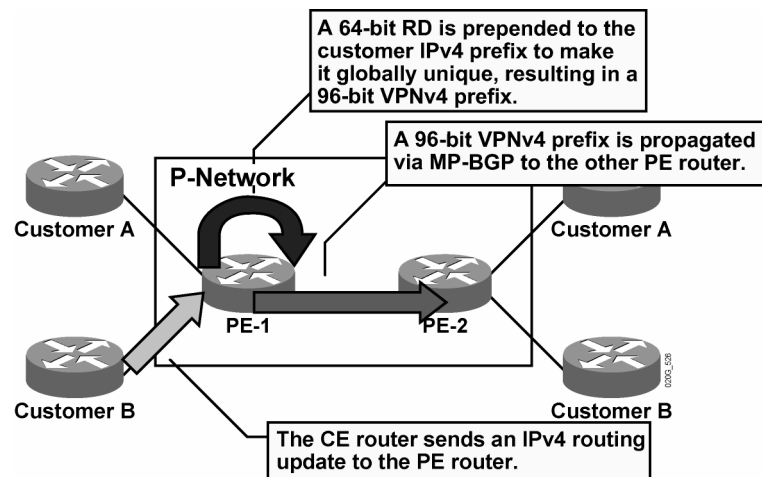 A 64-bit RD is prepended to the
customer IPv4 prefix to make
it globally unique, resulting in a
96-bit VPNv4 prefix.
A 96-bit VPNv4 prefix is propagated
via MP-BGP to the other PE router.
P-Network
Customer A
Customer A
PE-1
PE-2
Customer B
Customer B
020G_526
The CE router sends an IPv4 routing
update to the PE router.